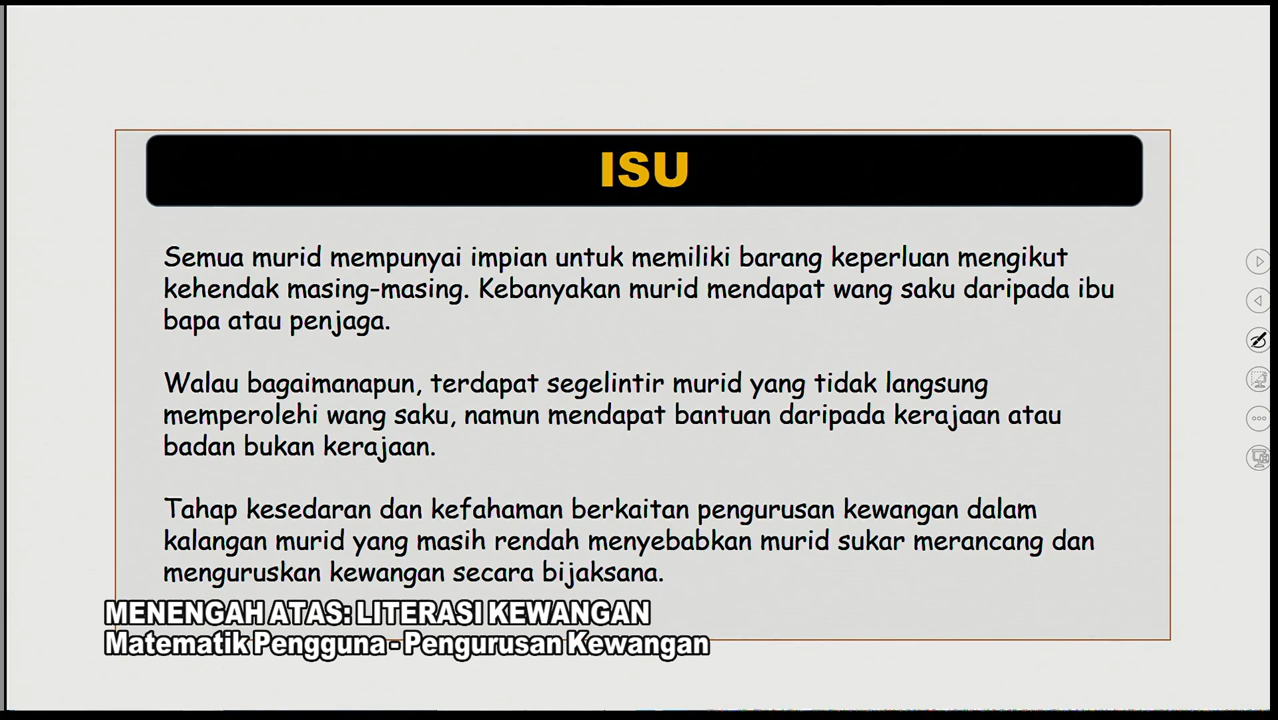 ISU
Semua murid mempunyai impian untuk memiliki barang keperluan mengikut
kehendak masing-masing. Kebanyakan murid mendapat wang saku daripada ibu
bapa atau penjaga.
Walau bagaimanapun, terdapat segelintir murid yang tidak langsung
memperolehi wang saku, namun mendapat bantuan daripada kerajaan atau
badan bukan kerajaan.
Tahap kesedaran dan kefahaman berkaitan pengurusan kewangan dalam
kalangan murid yang masih rendah menyebabkan murid sukar merancang dan
menguruskan kewangan secara bijaksana.
MENENGAH ATAS: LITERASI KEWANGAN
Matematik Pengguna - Pengurusan Kewangan